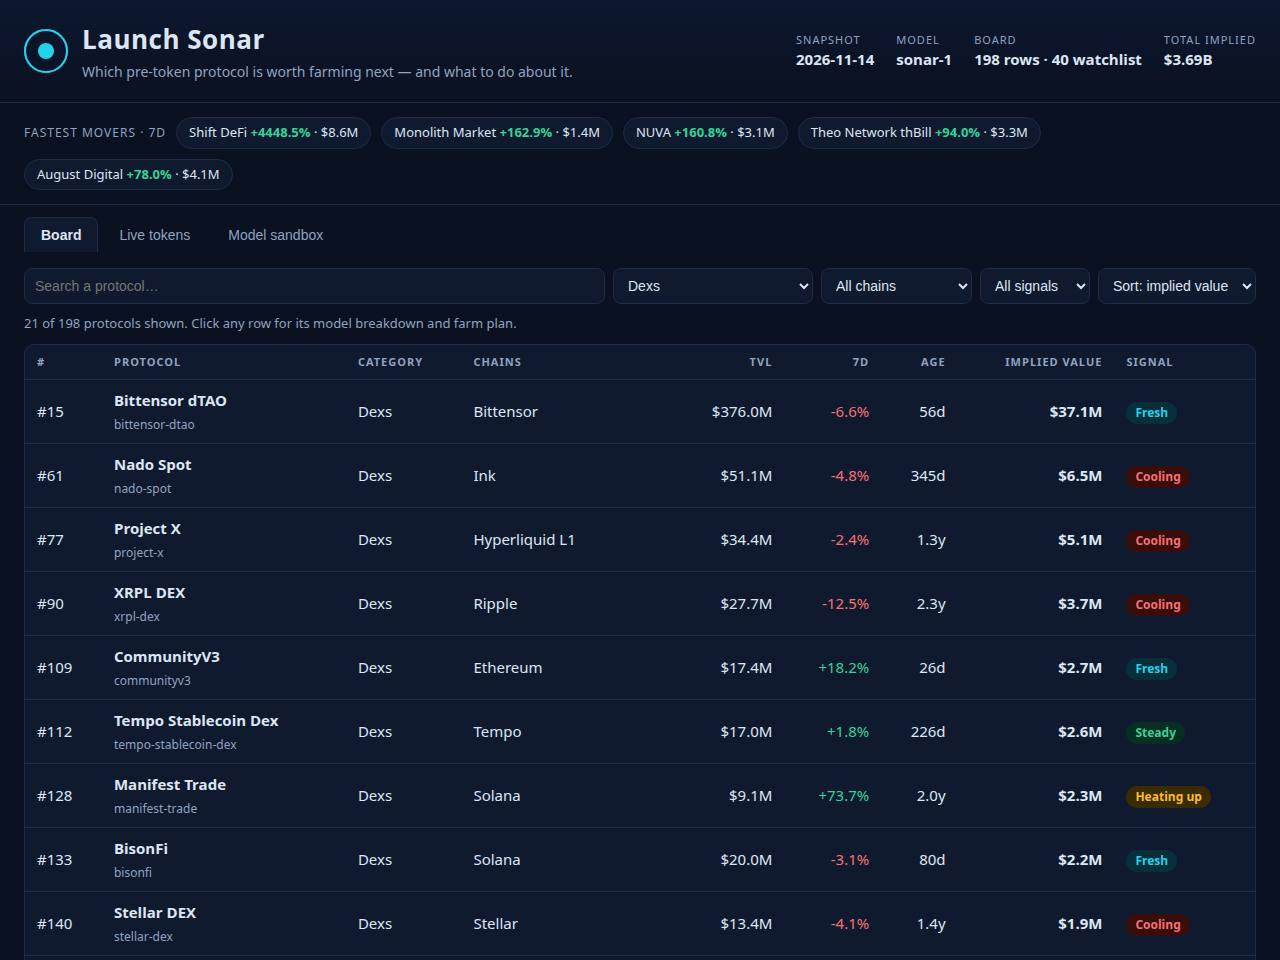 Launch Sonar
Which pre-token protocol is worth farming next — and what to do about it.
SNAPSHOT MODEL BOARD TOTAL IMPLIED
2026-11-14 sonar-1 198 rows · 40 watchlist $3.69B
FASTEST MOVERS · 7D Shift DeFi +4448.5% · $8.6M Monolith Market +162.9% · $1.4M NUVA +160.8% · $3.1M Theo Network thBill +94.0% · $3.3M
August Digital +78.0% · $4.1M
Board Live tokens Model sandbox
Search a protocol… Dexs All chains All signals Sort: implied value
21 of 198 protocols shown. Click any row for its model breakdown and farm plan.
# PROTOCOL CATEGORY CHAINS TVL 7D AGE IMPLIED VALUE SIGNAL
#15 Bittensor dTAO Dexs Bittensor $376.0M -6.6% 56d $37.1M Fresh
bittensor-dtao
#61 Nado Spot Dexs Ink $51.1M -4.8% 345d $6.5M Cooling
nado-spot
#77 Project X Dexs Hyperliquid L1 $34.4M -2.4% 1.3y $5.1M Cooling
project-x
#90 XRPL DEX Dexs Ripple $27.7M -12.5% 2.3y $3.7M Cooling
xrpl-dex
#109 CommunityV3 Dexs Ethereum $17.4M +18.2% 26d $2.7M Fresh
communityv3
#112 Tempo Stablecoin Dex Dexs Tempo $17.0M +1.8% 226d $2.6M Steady
tempo-stablecoin-dex
#128 Manifest Trade Dexs Solana $9.1M +73.7% 2.0y $2.3M Heating up
manifest-trade
#133 BisonFi Dexs Solana $20.0M -3.1% 80d $2.2M Fresh
bisonfi
#140 Stellar DEX Dexs Stellar $13.4M -4.1% 1.4y $1.9M Cooling
stellar-dex